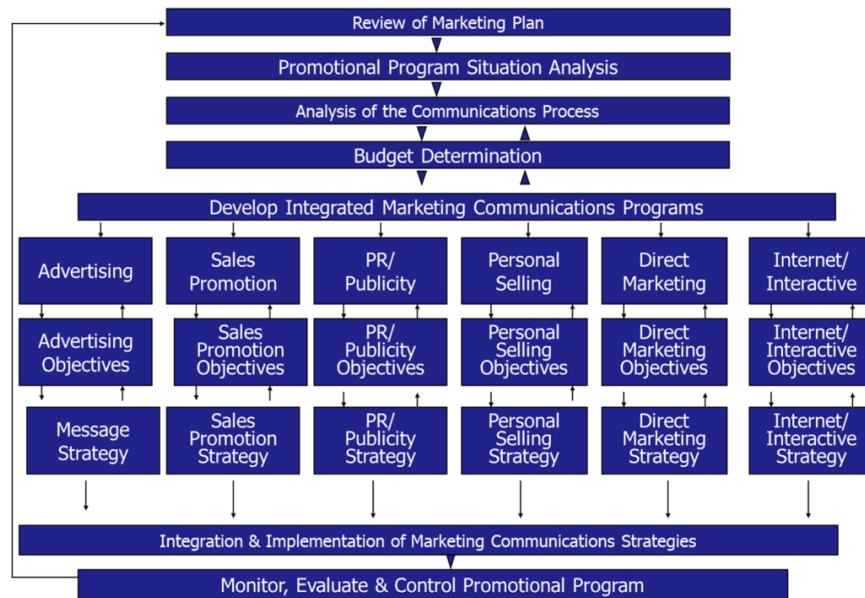 Review of Marketing Plan
Promotional Program Situation Analysis
Analysis of the Communications Process
Budget Determination
Develop Integrated Marketing Communications Programs
Advertising
Sales
Promotion
PR/
Publicity
Personal
Selling
Direct
Marketing
Internet/
Interactive
Advertising
Objectives
Sales
Promotion
Objectives
PR/
Publicity
Objectives
Personal
Selling
Objectives
Direct
Marketing
Objectives
Internet/
Interactive
Objectives
Message
Strategy
Sales
Promotion
Strategy
PR/
Publicity
Strategy
Personal
Selling
Strategy
Direct
Marketing
Strategy
Internet/
Interactive
Strategy
Integration & Implementation of Marketing Communications Strategies
Monitor, Evaluate & Control Promotional Program